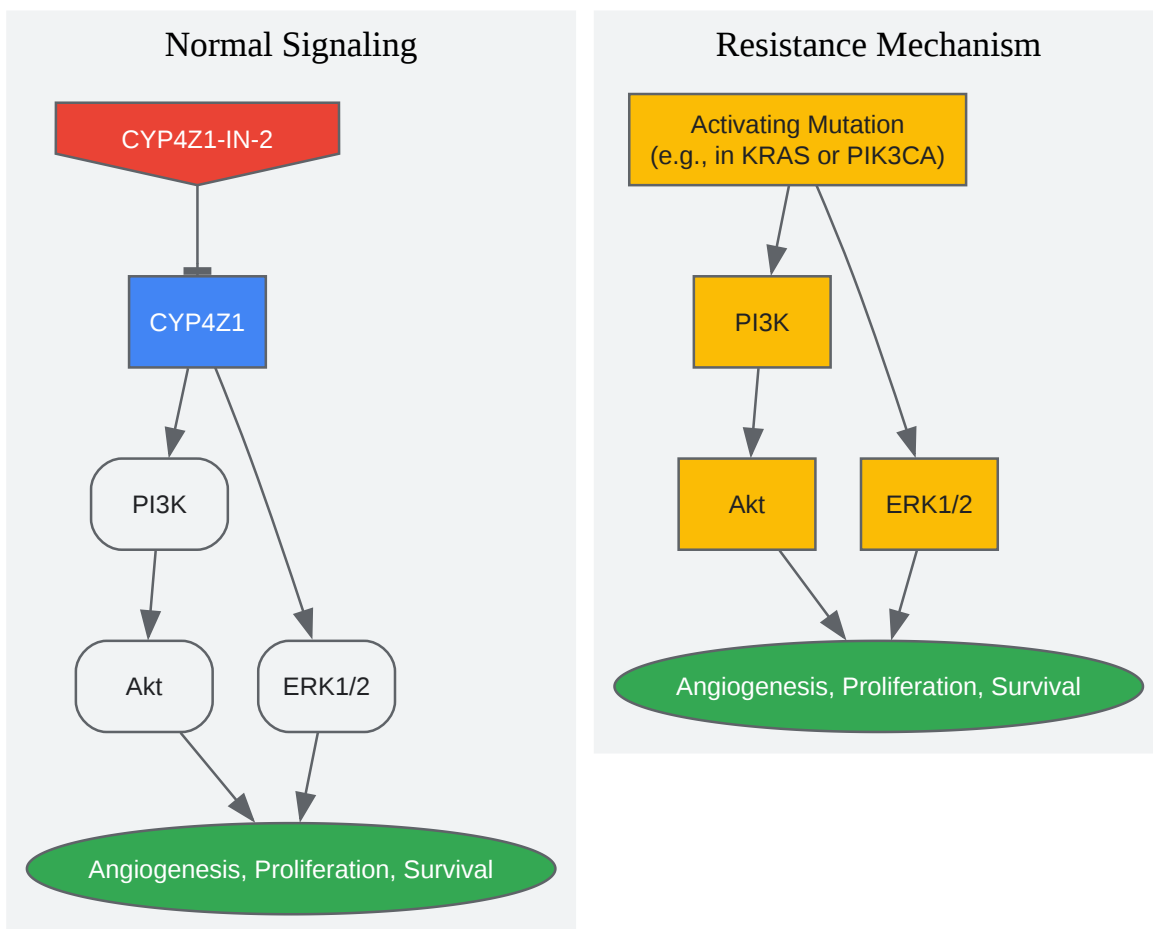 Normal Signaling
CYP4Z1-IN-2
CYP4Z1
PI3K
Akt
ERK1/2
Angiogenesis, Proliferation, Survival
Resistance Mechanism
Activating Mutation
(e.g., in KRAS or PIK3CA)
PI3K
Akt
ERK1/2
Angiogenesis, Proliferation, Survival